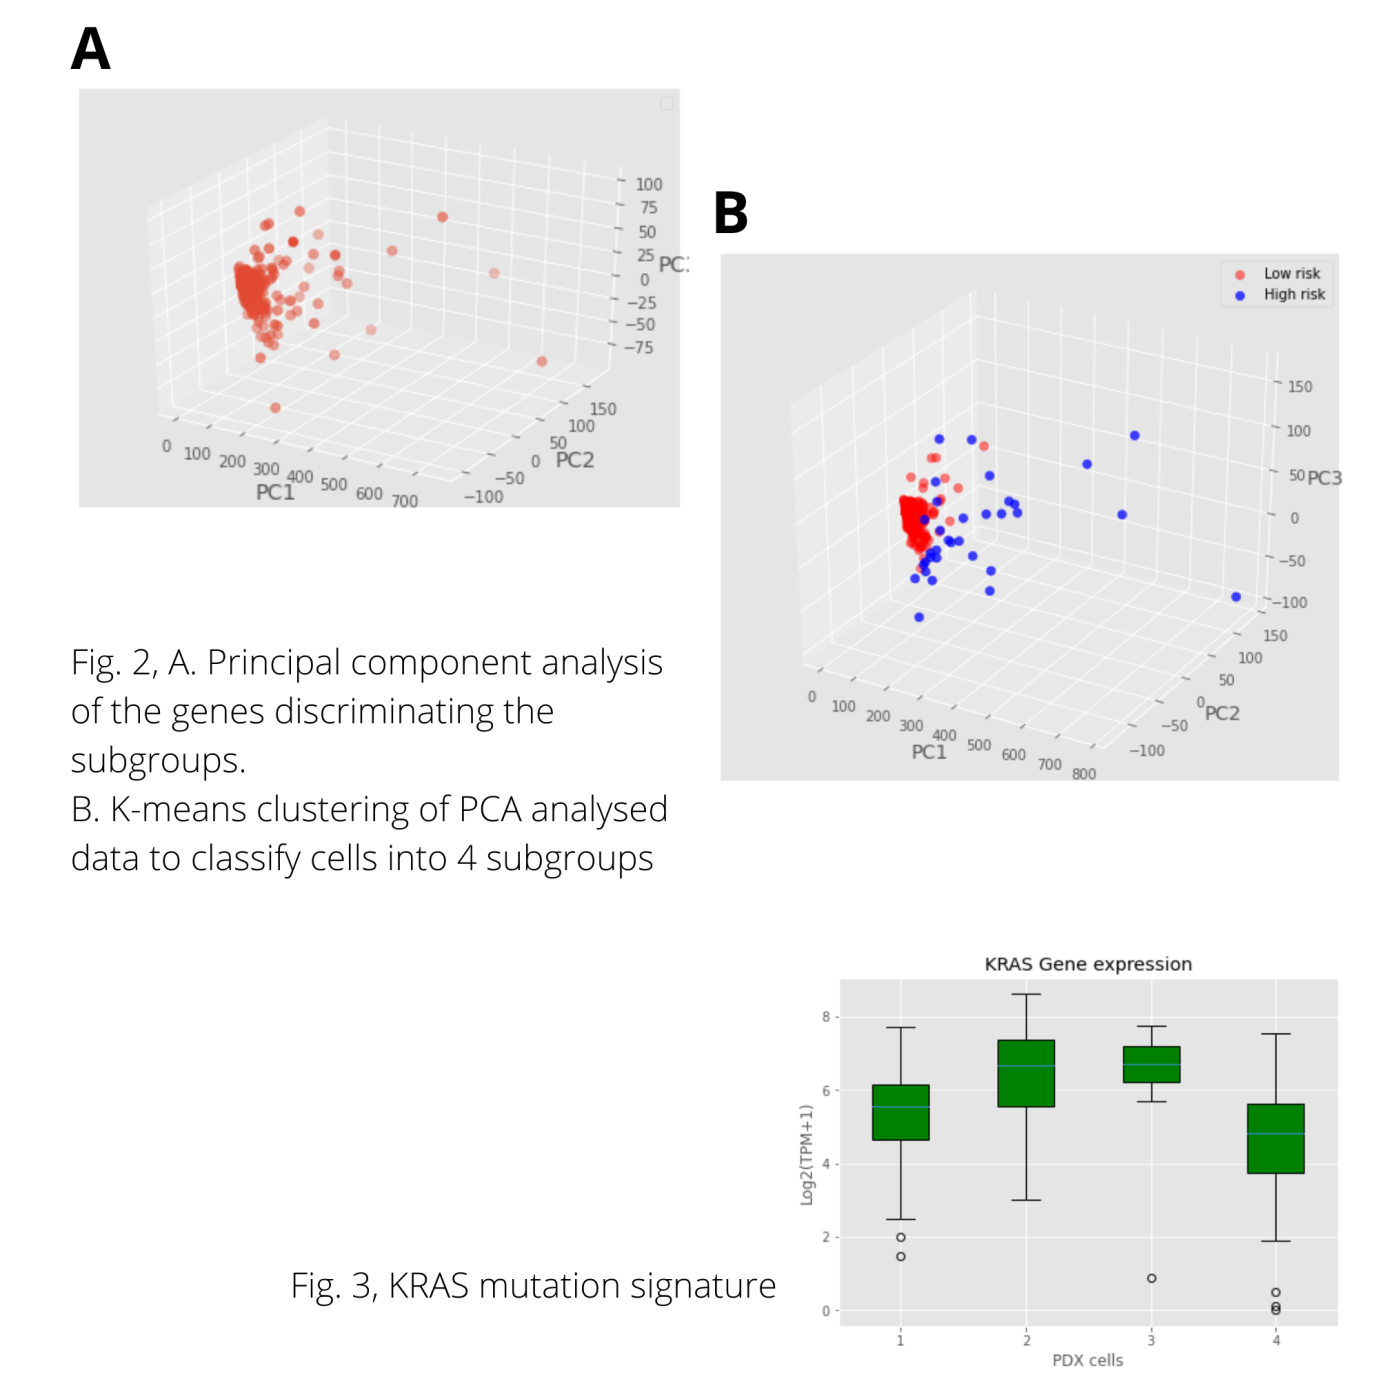 A
100
75
50
25
0
−25
−50
−75
PC3
150
100
50
0
−50
−100
PC2
0
100
200
300
400
500
600
700
PC1
B
Low risk
High risk
150
100
50
0
−50
−100
PC3
150
100
50
0
−50
−100
PC2
0
100
200
300
400
500
600
700
800
PC1
Fig. 2, A. Principal component analysis
of the genes discriminating the
subgroups.
B. K-means clustering of PCA analysed
data to classify cells into 4 subgroups
KRAS Gene expression
8
6
4
2
0
Log2(TPM+1)
1
2
3
4
PDX cells
Fig. 3, KRAS mutation signature